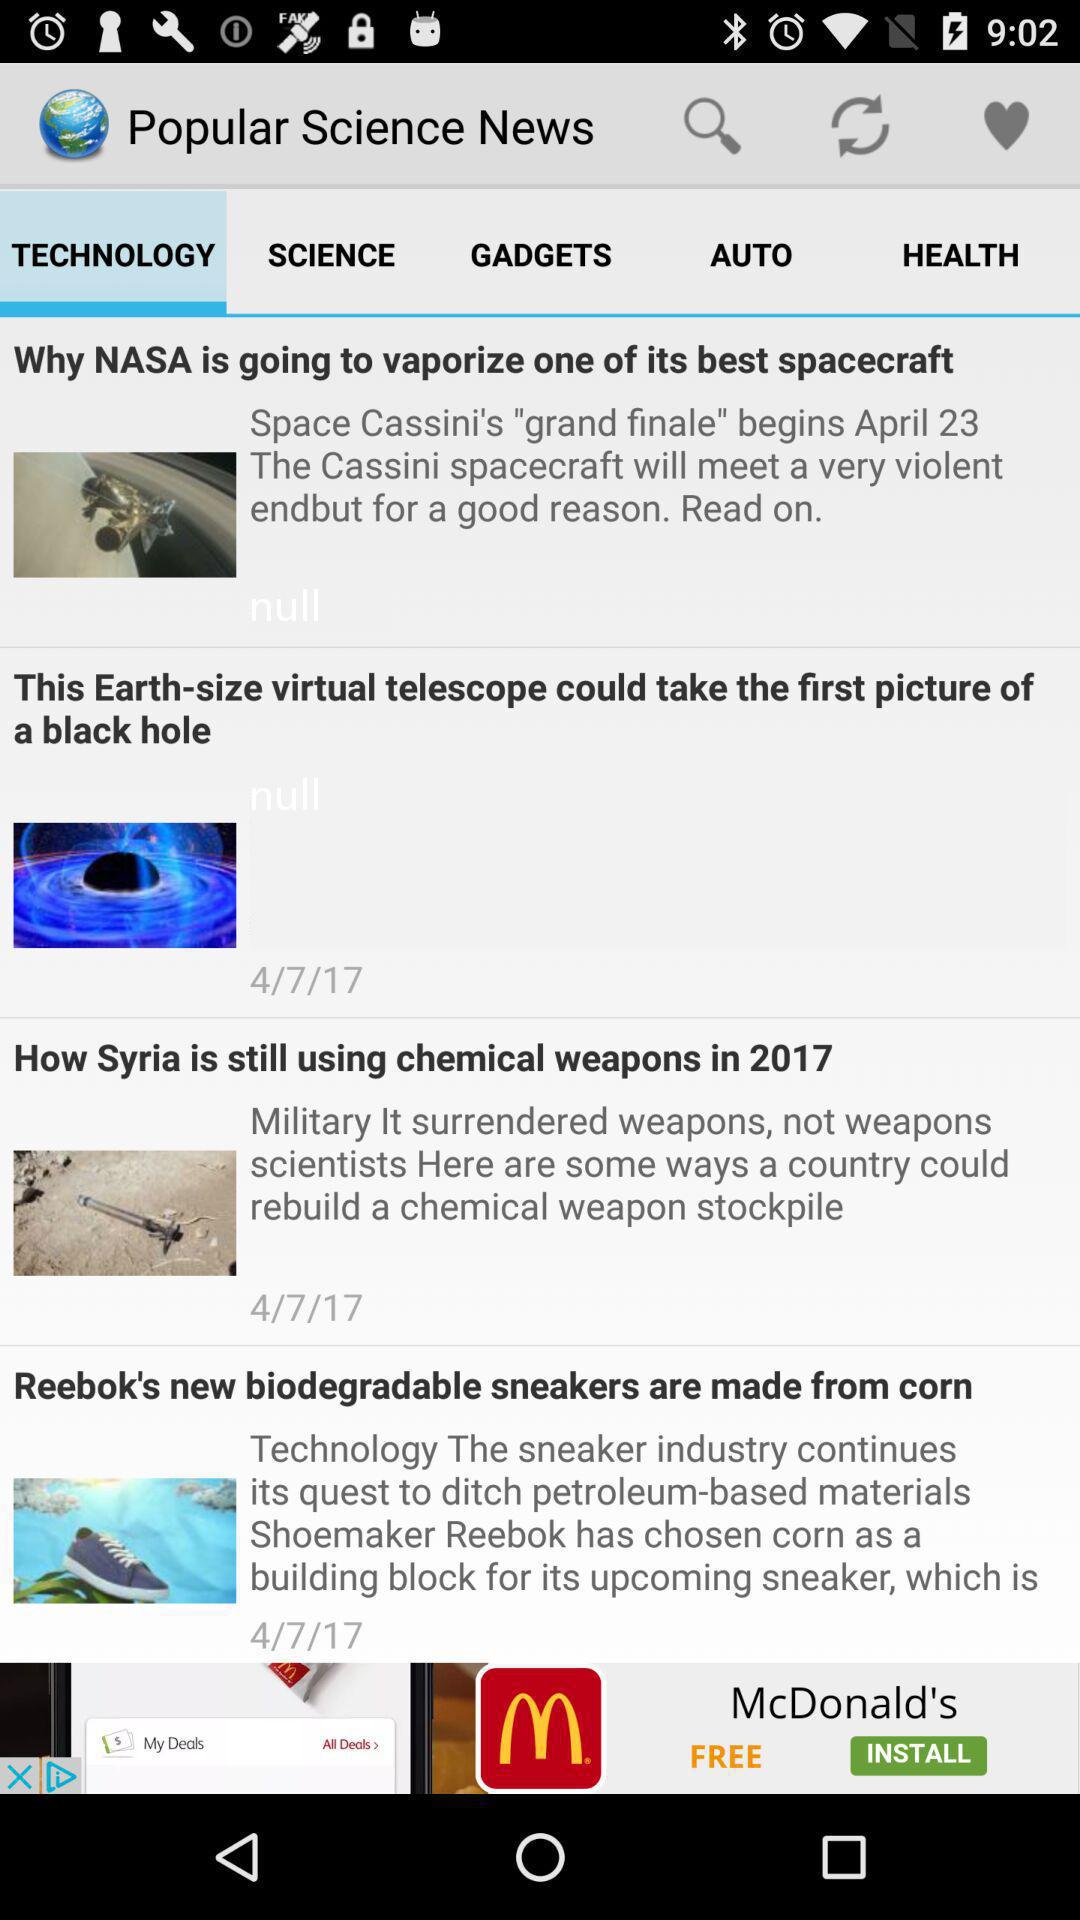 FAKE
9:02
Popular Science News
TECHNOLOGY
SCIENCE
GADGETS
AUTO
HEALTH
Why NASA is going to vaporize one of its best spacecraft
Space Cassini's "grand finale" begins April 23
The Cassini spacecraft will meet a very violent
endbut for a good reason. Read on.
null
This Earth-size virtual telescope could take the first picture of
a black hole
null
4/7/17
How Syria is still using chemical weapons in 2017
Military It surrendered weapons, not weapons
scientists Here are some ways a country could
rebuild a chemical weapon stockpile
4/7/17
Reebok's new biodegradable sneakers are made from corn
Technology The sneaker industry continues
its quest to ditch petroleum-based materials
Shoemaker Reebok has chosen corn as a
building block for its upcoming sneaker, which is
4/7/17
My Deals
All Deals >
McDonald's
FREE
INSTALL